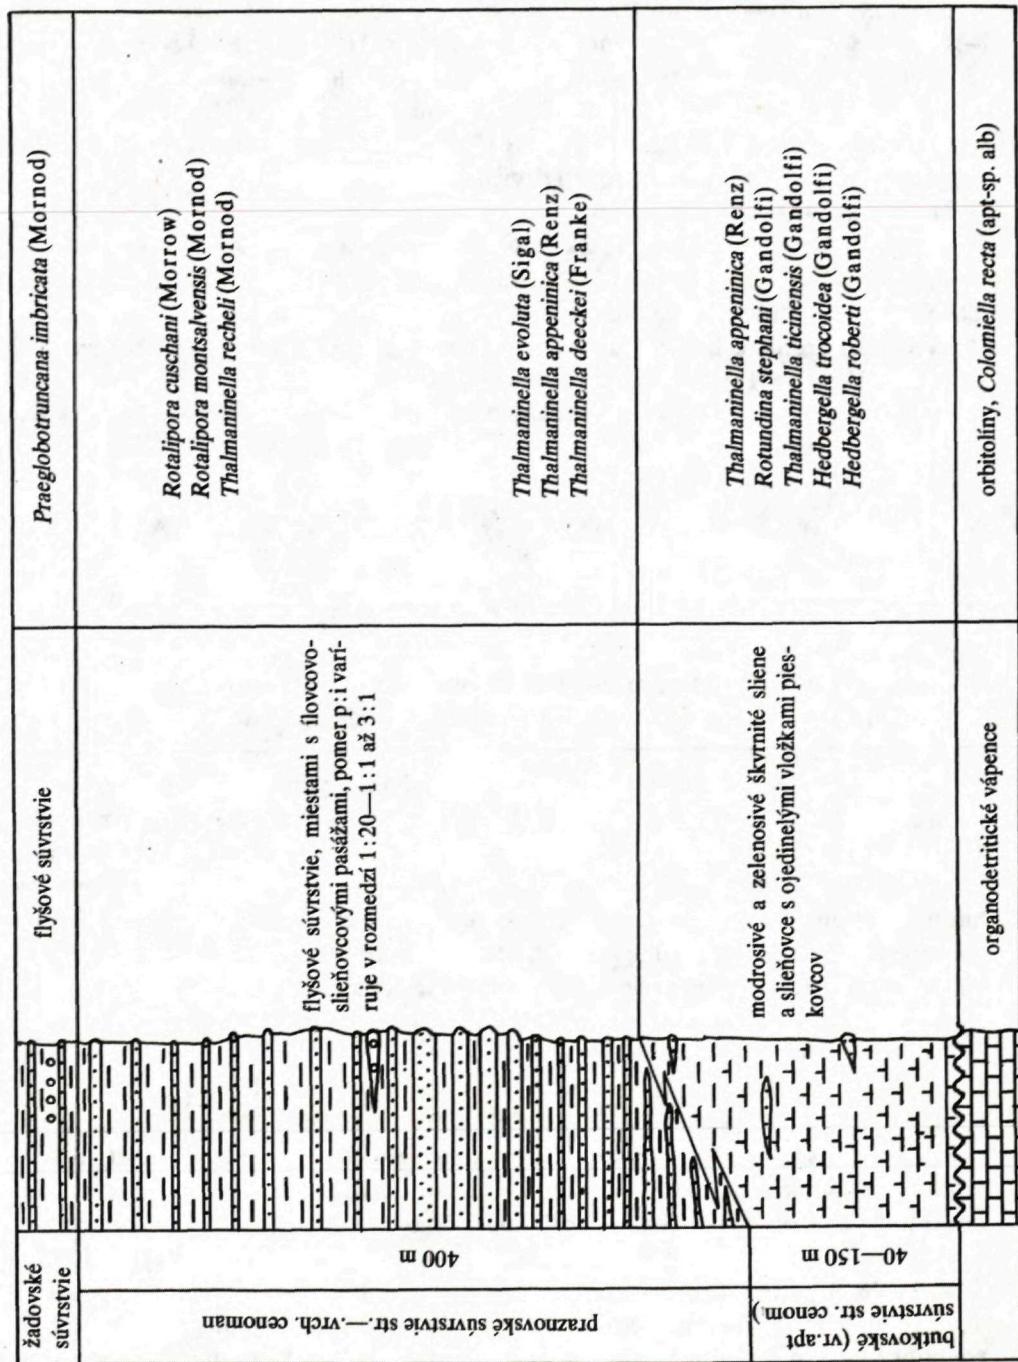 žadovské
súvrstvie
flyšové súvrstvie
Praeglobotruncana imbricata (Mornod)
praznovské súvrstvie str.—.vrch. cenoman
400 m
flyšové súvrstvie, miestami s ílovcovo-
slieňovcovými pasážami, pomer p:i varí-
ruje v rozmedzí 1:20—1:1 až 3:1
Rotalipora cuschani (Morrow)
Rotalipora montsalvensis (Mornod)
Thalmaninella recheli (Mornod)
Thalmaninella evoluta (Sigal)
Thalmaninella appeninica (Renz)
Thalmaninella deeckei (Franke)
butkovské (vr.apt
súvrstvie str. cenom.)
40—150 m
modrosivé a zelenosivé škvrnité sliene
a slieňovce s ojedinelými vložkami pies-
kovcov
Thalmaninella appeninica (Renz)
Rotundina stephani (Gandolfi)
Thalmaninella ticinensis (Gandolfi)
Hedbergella trocoidea (Gandolfi)
Hedbergella roberti (Gandolfi)
organodetritické vápence
orbitolíny, Colomiella recta (apt-sp. alb)